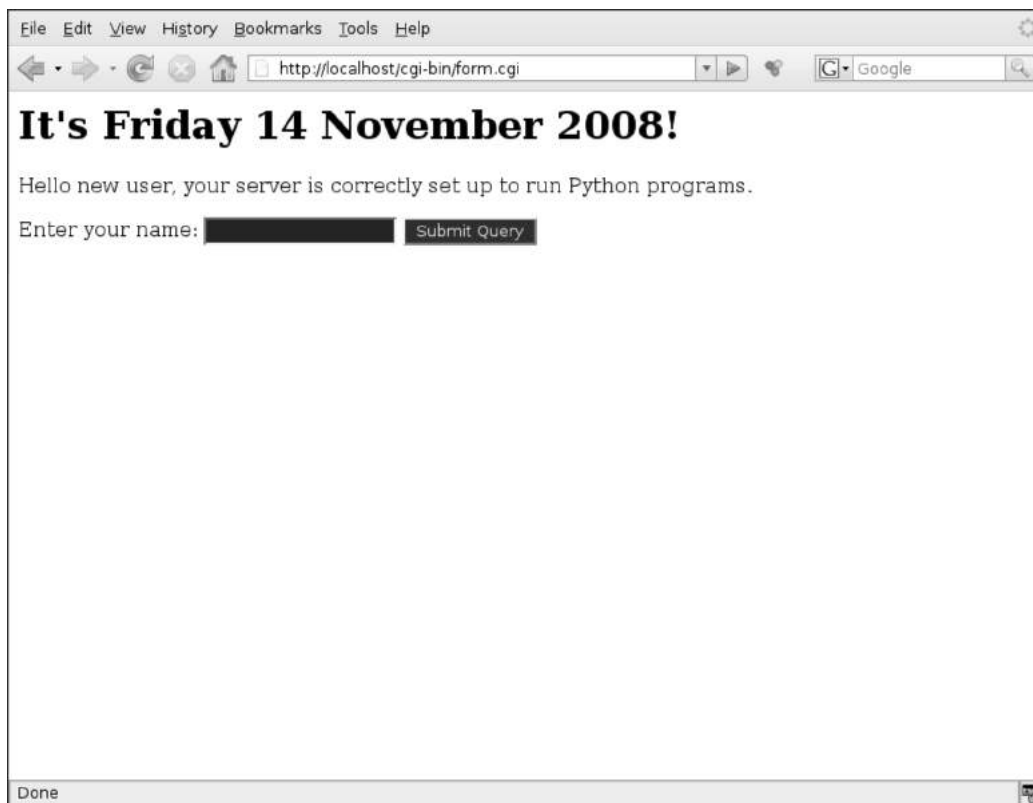 File Edit View History Bookmarks Tools Help
http://localhost/cgi-bin/form.cgi G Google
It's Friday 14 November 2008!
Hello new user, your server is correctly set up to run Python programs.
Enter your name: Submit Query
Done